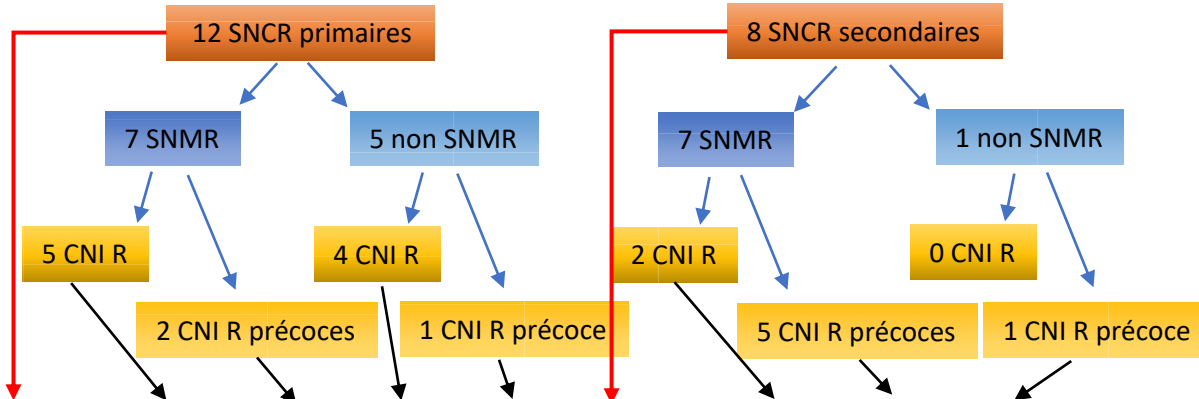 12 SNCR primaires
8 SNCR secondaires
7 SNMR
5 non SNMR
7 SNMR
1 non SNMR
5 CNI R
4 CNI R
2 CNI R
0 CNI R
2 CNI R précoces
1 CNI R précoce
5 CNI R précoces
1 CNI R précoce